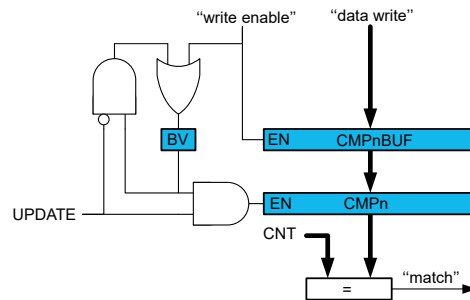 “write enable” “data write”
BV EN CMPnBUF
EN CMPn
UPDATE
CNT
“match”
=